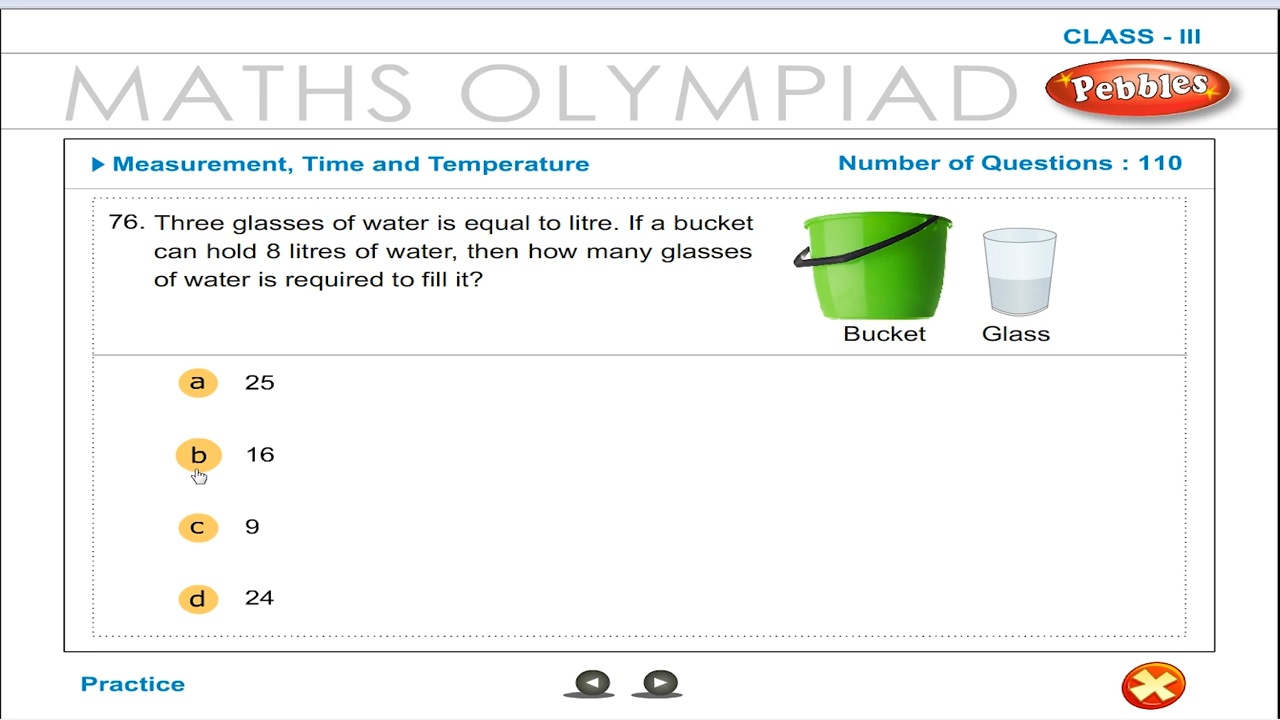 CLASS - III
MATHS OLYMPIAD
Pebbles
Measurement, Time and Temperature
Number of Questions : 110
76. Three glasses of water is equal to litre. If a bucket
can hold 8 litres of water, then how many glasses
of water is required to fill it?
Bucket
Glass
a 25
b 16
c 9
d 24
Practice